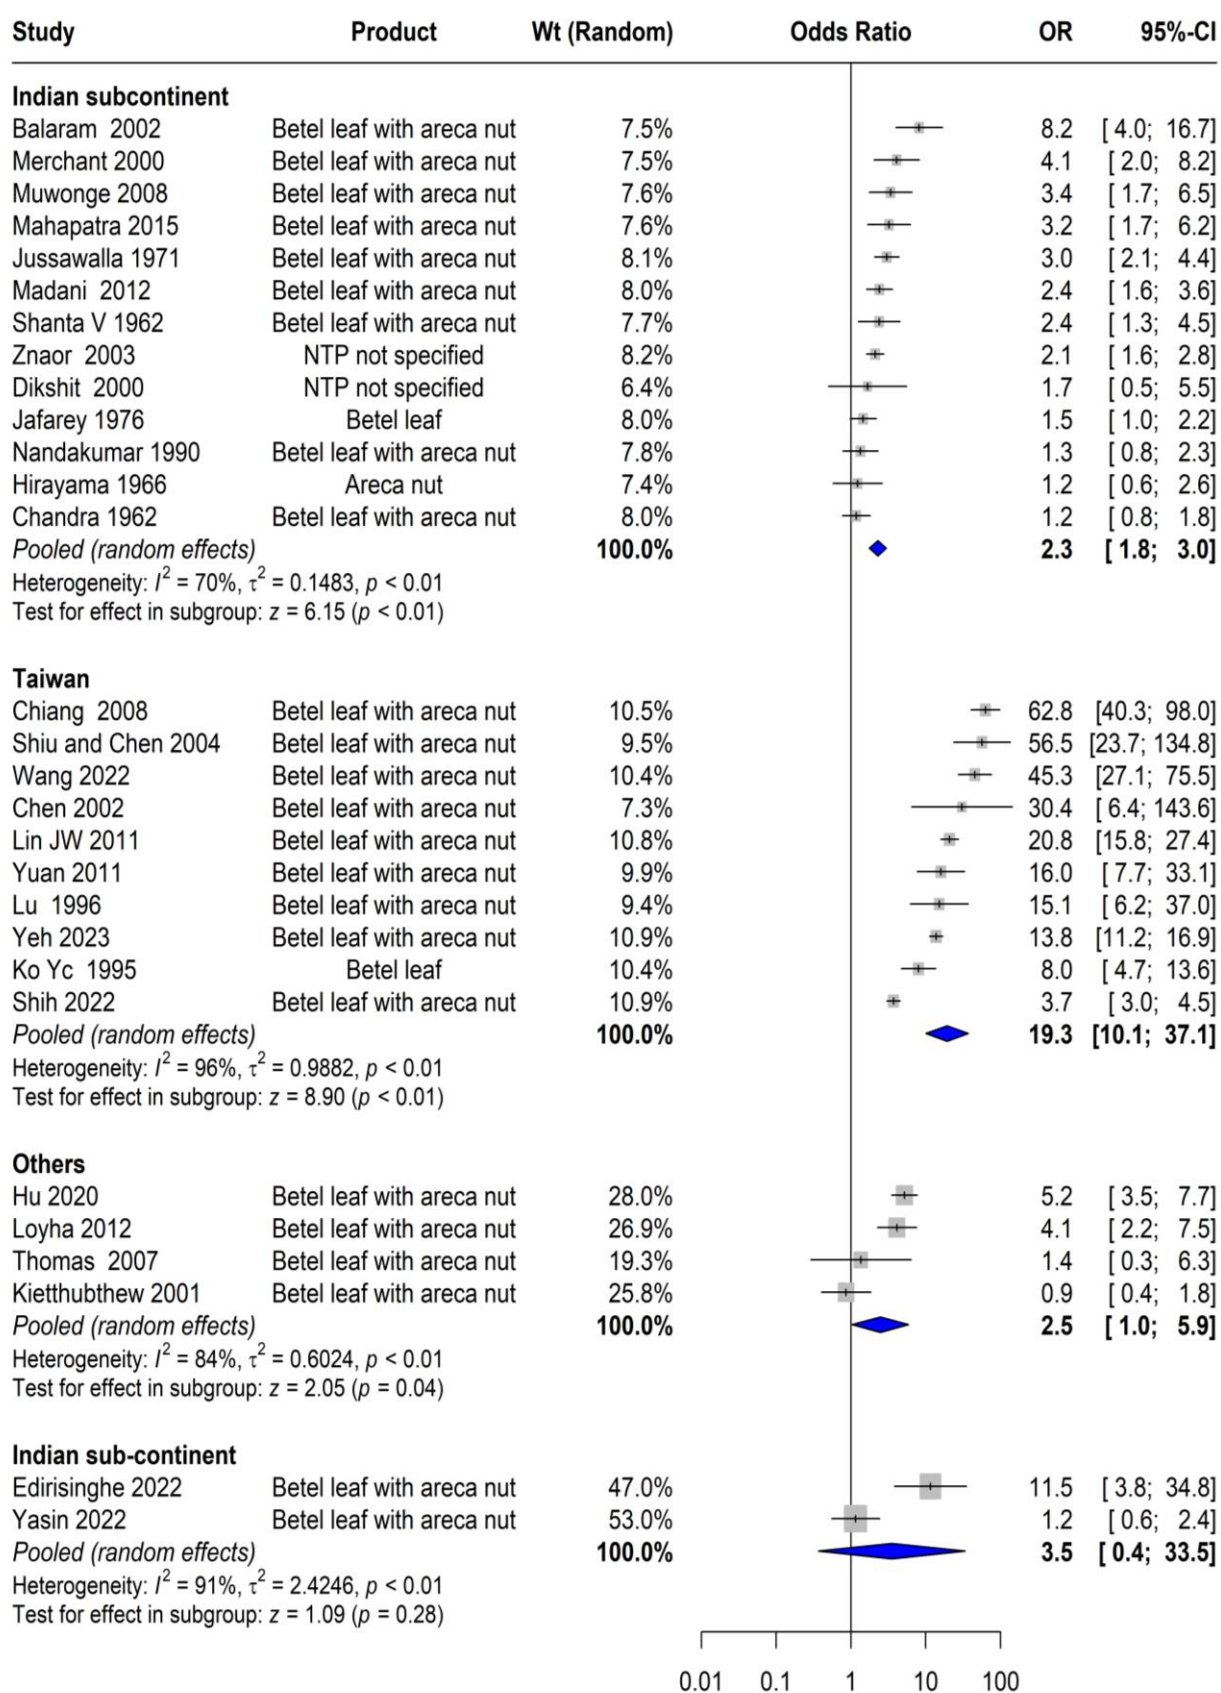 Study Product Wt (Random) Odds Ratio OR 95%-CI
Indian subcontinent
Balaram 2002 Betel leaf with areca nut 7.5% 8.2 [ 4.0; 16.7]
Merchant 2000 Betel leaf with areca nut 7.5% 4.1 [ 2.0; 8.2]
Muwonge 2008 Betel leaf with areca nut 7.6% 3.4 [ 1.7; 6.5]
Mahapatra 2015 Betel leaf with areca nut 7.6% 3.2 [ 1.7; 6.2]
Jussawalla 1971 Betel leaf with areca nut 8.1% 3.0 [ 2.1; 4.4]
Madani 2012 Betel leaf with areca nut 8.0% 2.4 [ 1.6; 3.6]
Shanta V 1962 Betel leaf with areca nut 7.7% 2.4 [ 1.3; 4.5]
Znaor 2003 NTP not specified 8.2% 2.1 [ 1.6; 2.8]
Dikshit 2000 NTP not specified 6.4% 1.7 [ 0.5; 5.5]
Jafarey 1976 Betel leaf 8.0% 1.5 [ 1.0; 2.2]
Nandakumar 1990 Betel leaf with areca nut 7.8% 1.3 [ 0.8; 2.3]
Hirayama 1966 Areca nut 7.4% 1.2 [ 0.6; 2.6]
Chandra 1962 Betel leaf with areca nut 8.0% 1.2 [ 0.8; 1.8]
Pooled (random effects) 100.0% 2.3 [ 1.8; 3.0]
Heterogeneity: I² = 70%, τ² = 0.1483, p < 0.01
Test for effect in subgroup: z = 6.15 (p < 0.01)
Taiwan
Chiang 2008 Betel leaf with areca nut 10.5% 62.8 [40.3; 98.0]
Shiu and Chen 2004 Betel leaf with areca nut 9.5% 56.5 [23.7; 134.8]
Wang 2022 Betel leaf with areca nut 10.4% 45.3 [27.1; 75.5]
Chen 2002 Betel leaf with areca nut 7.3% 30.4 [ 6.4; 143.6]
Lin JW 2011 Betel leaf with areca nut 10.8% 20.8 [15.8; 27.4]
Yuan 2011 Betel leaf with areca nut 9.9% 16.0 [ 7.7; 33.1]
Lu 1996 Betel leaf with areca nut 9.4% 15.1 [ 6.2; 37.0]
Yeh 2023 Betel leaf with areca nut 10.9% 13.8 [11.2; 16.9]
Ko Yc 1995 Betel leaf 10.4% 8.0 [ 4.7; 13.6]
Shih 2022 Betel leaf with areca nut 10.9% 3.7 [ 3.0; 4.5]
Pooled (random effects) 100.0% 19.3 [10.1; 37.1]
Heterogeneity: I² = 96%, τ² = 0.9882, p < 0.01
Test for effect in subgroup: z = 8.90 (p < 0.01)
Others
Hu 2020 Betel leaf with areca nut 28.0% 5.2 [ 3.5; 7.7]
Loyha 2012 Betel leaf with areca nut 26.9% 4.1 [ 2.2; 7.5]
Thomas 2007 Betel leaf with areca nut 19.3% 1.4 [ 0.3; 6.3]
Kietthubthew 2001 Betel leaf with areca nut 25.8% 0.9 [ 0.4; 1.8]
Pooled (random effects) 100.0% 2.5 [ 1.0; 5.9]
Heterogeneity: I² = 84%, τ² = 0.6024, p < 0.01
Test for effect in subgroup: z = 2.05 (p = 0.04)
Indian sub-continent
Edirisinghe 2022 Betel leaf with areca nut 47.0% 11.5 [ 3.8; 34.8]
Yasin 2022 Betel leaf with areca nut 53.0% 1.2 [ 0.6; 2.4]
Pooled (random effects) 100.0% 3.5 [ 0.4; 33.5]
Heterogeneity: I² = 91%, τ² = 2.4246, p < 0.01
Test for effect in subgroup: z = 1.09 (p = 0.28)
0.01 0.1 1 10 100